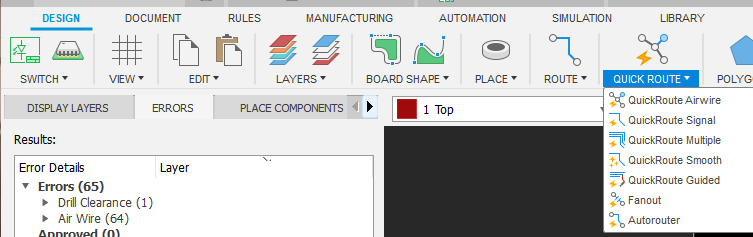 DESIGN DOCUMENT RULES MANUFACTURING AUTOMATION SIMULATION LIBRARY
SWITCH VIEW EDIT LAYERS BOARD SHAPE PLACE ROUTE QUICK ROUTE
DISPLAY LAYERS ERRORS PLACE COMPONENTS
1 Top
QuickRoute Airwire
QuickRoute Signal
QuickRoute Multiple
QuickRoute Smooth
QuickRoute Guided
Fanout
Autorouter
Results:
Error Details Layer
Errors (65)
Drill Clearance (1)
Air Wire (64)
Approved (0)